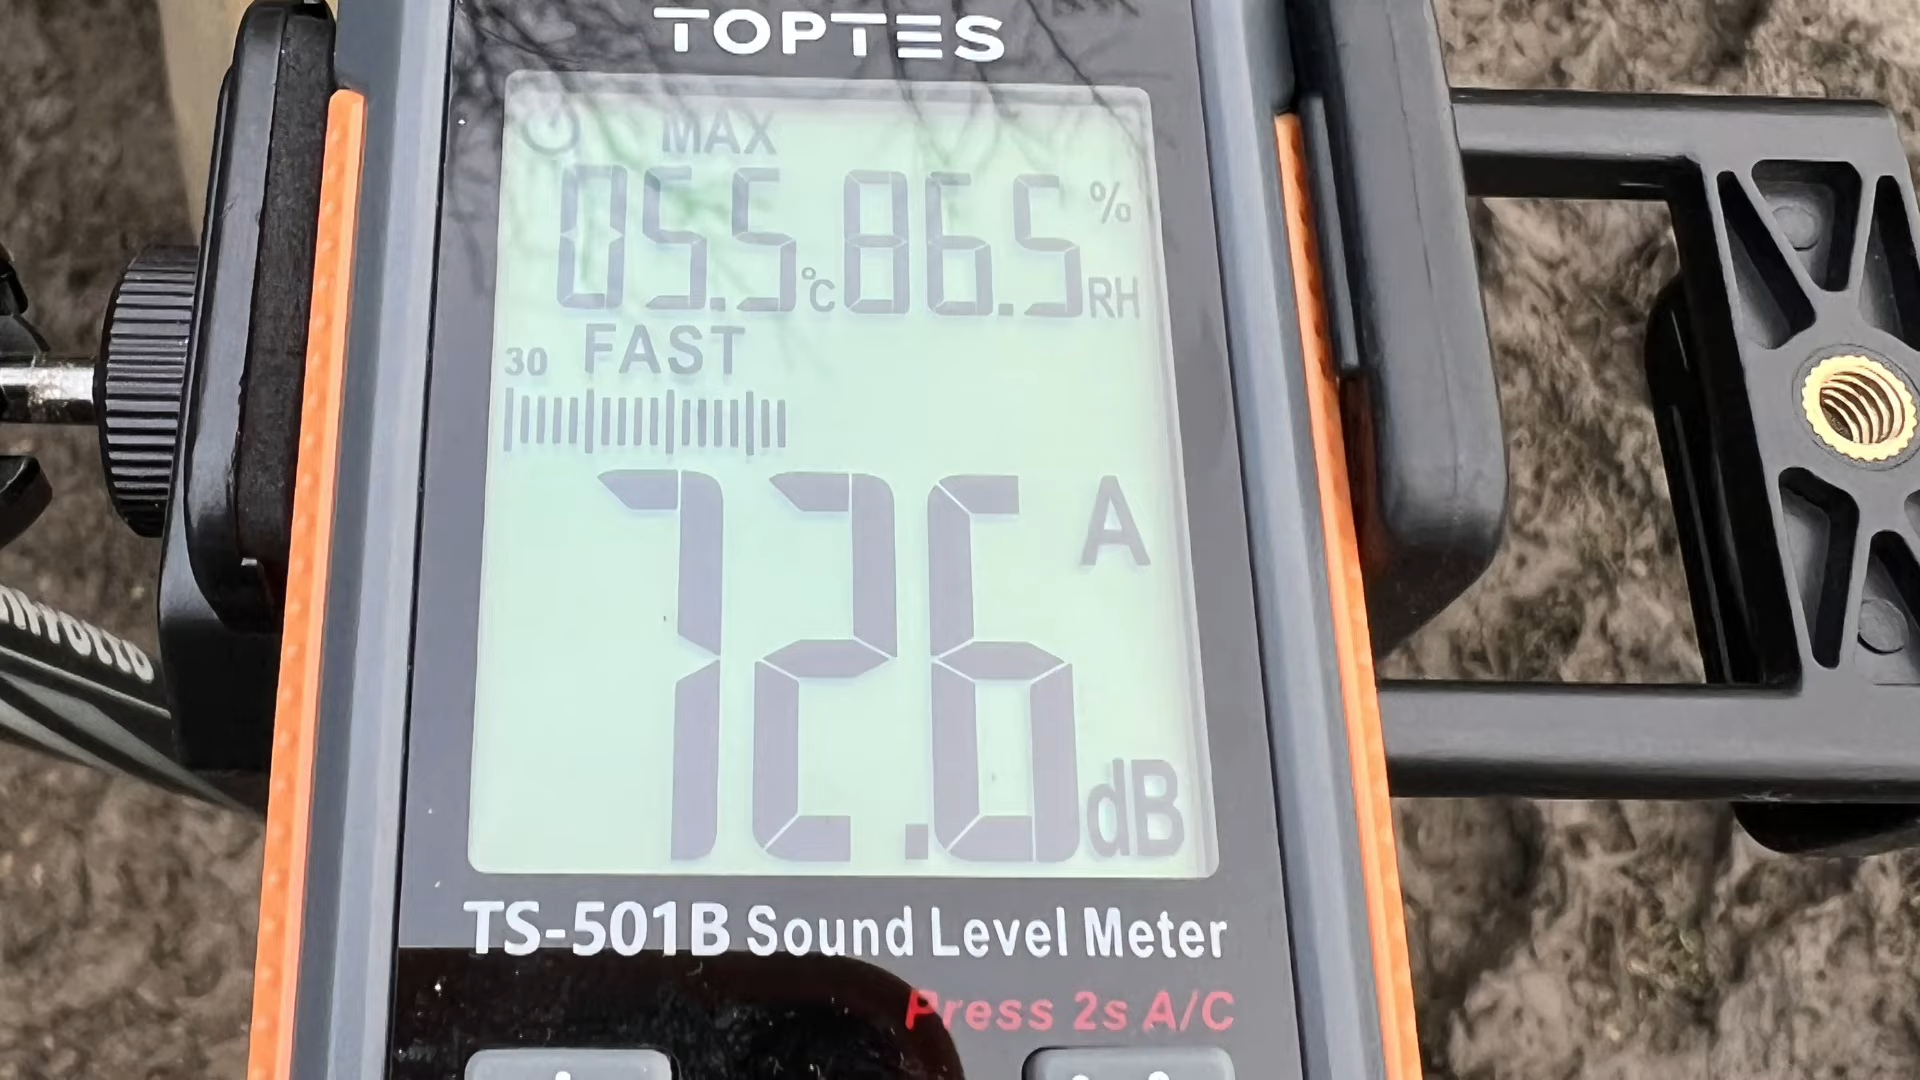 TOPTES
MAX
05.5 °C 86.5 % RH
30 FAST
72.6 A dB
TS-501B Sound Level Meter
Press 2s A/C